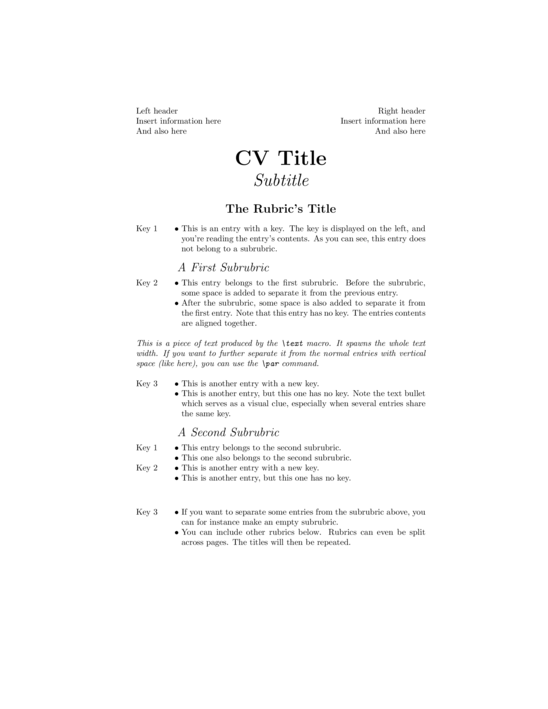 Left header
Right header
Insert information here
Insert information here
And also here
And also here
CV Title
Subtitle
The Rubric's Title
Key 1 • This is an entry with a key. The key is displayed on the left, and
you're reading the entry's contents. As you can see, this entry does
not belong to a subrubric.
A First Subrubric
Key 2 • This entry belongs to the first subrubric. Before the subrubric,
some space is added to separate it from the previous entry.
• After the subrubric, some space is also added to separate it from
the first entry. Note that this entry has no key. The entries contents
are aligned together.
This is a piece of text produced by the \text macro. It spawns the whole text
width. If you want to further separate it from the normal entries with vertical
space (like here), you can use the \par command.
Key 3 • This is another entry with a new key.
• This is another entry, but this one has no key. Note the text bullet
which serves as a visual clue, especially when several entries share
the same key.
A Second Subrubric
Key 1 • This entry belongs to the second subrubric.
• This one also belongs to the second subrubric.
Key 2 • This is another entry with a new key.
• This is another entry, but this one has no key.
Key 3 • If you want to separate some entries from the subrubric above, you
can for instance make an empty subrubric.
• You can include other rubrics below. Rubrics can even be split
across pages. The titles will then be repeated.